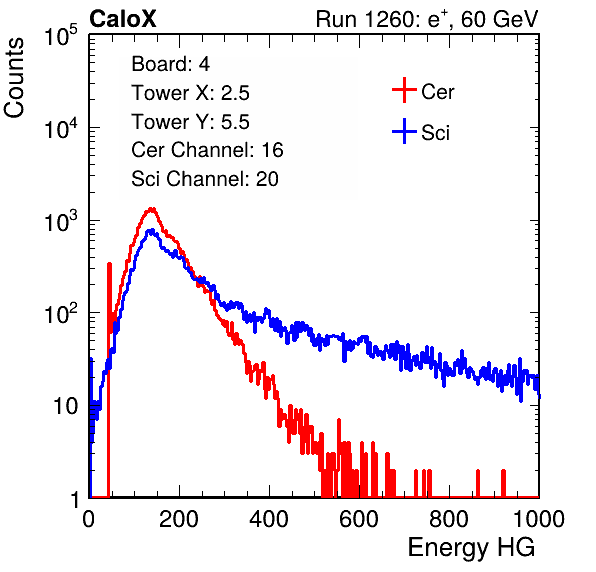 CaloX Run 1260: e⁺, 60 GeV
Counts
10⁵
10⁴
10³
10²
10
1
Board: 4
Tower X: 2.5
Tower Y: 5.5
Cer Channel: 16
Sci Channel: 20
Cer
Sci
0 200 400 600 800 1000
Energy HG